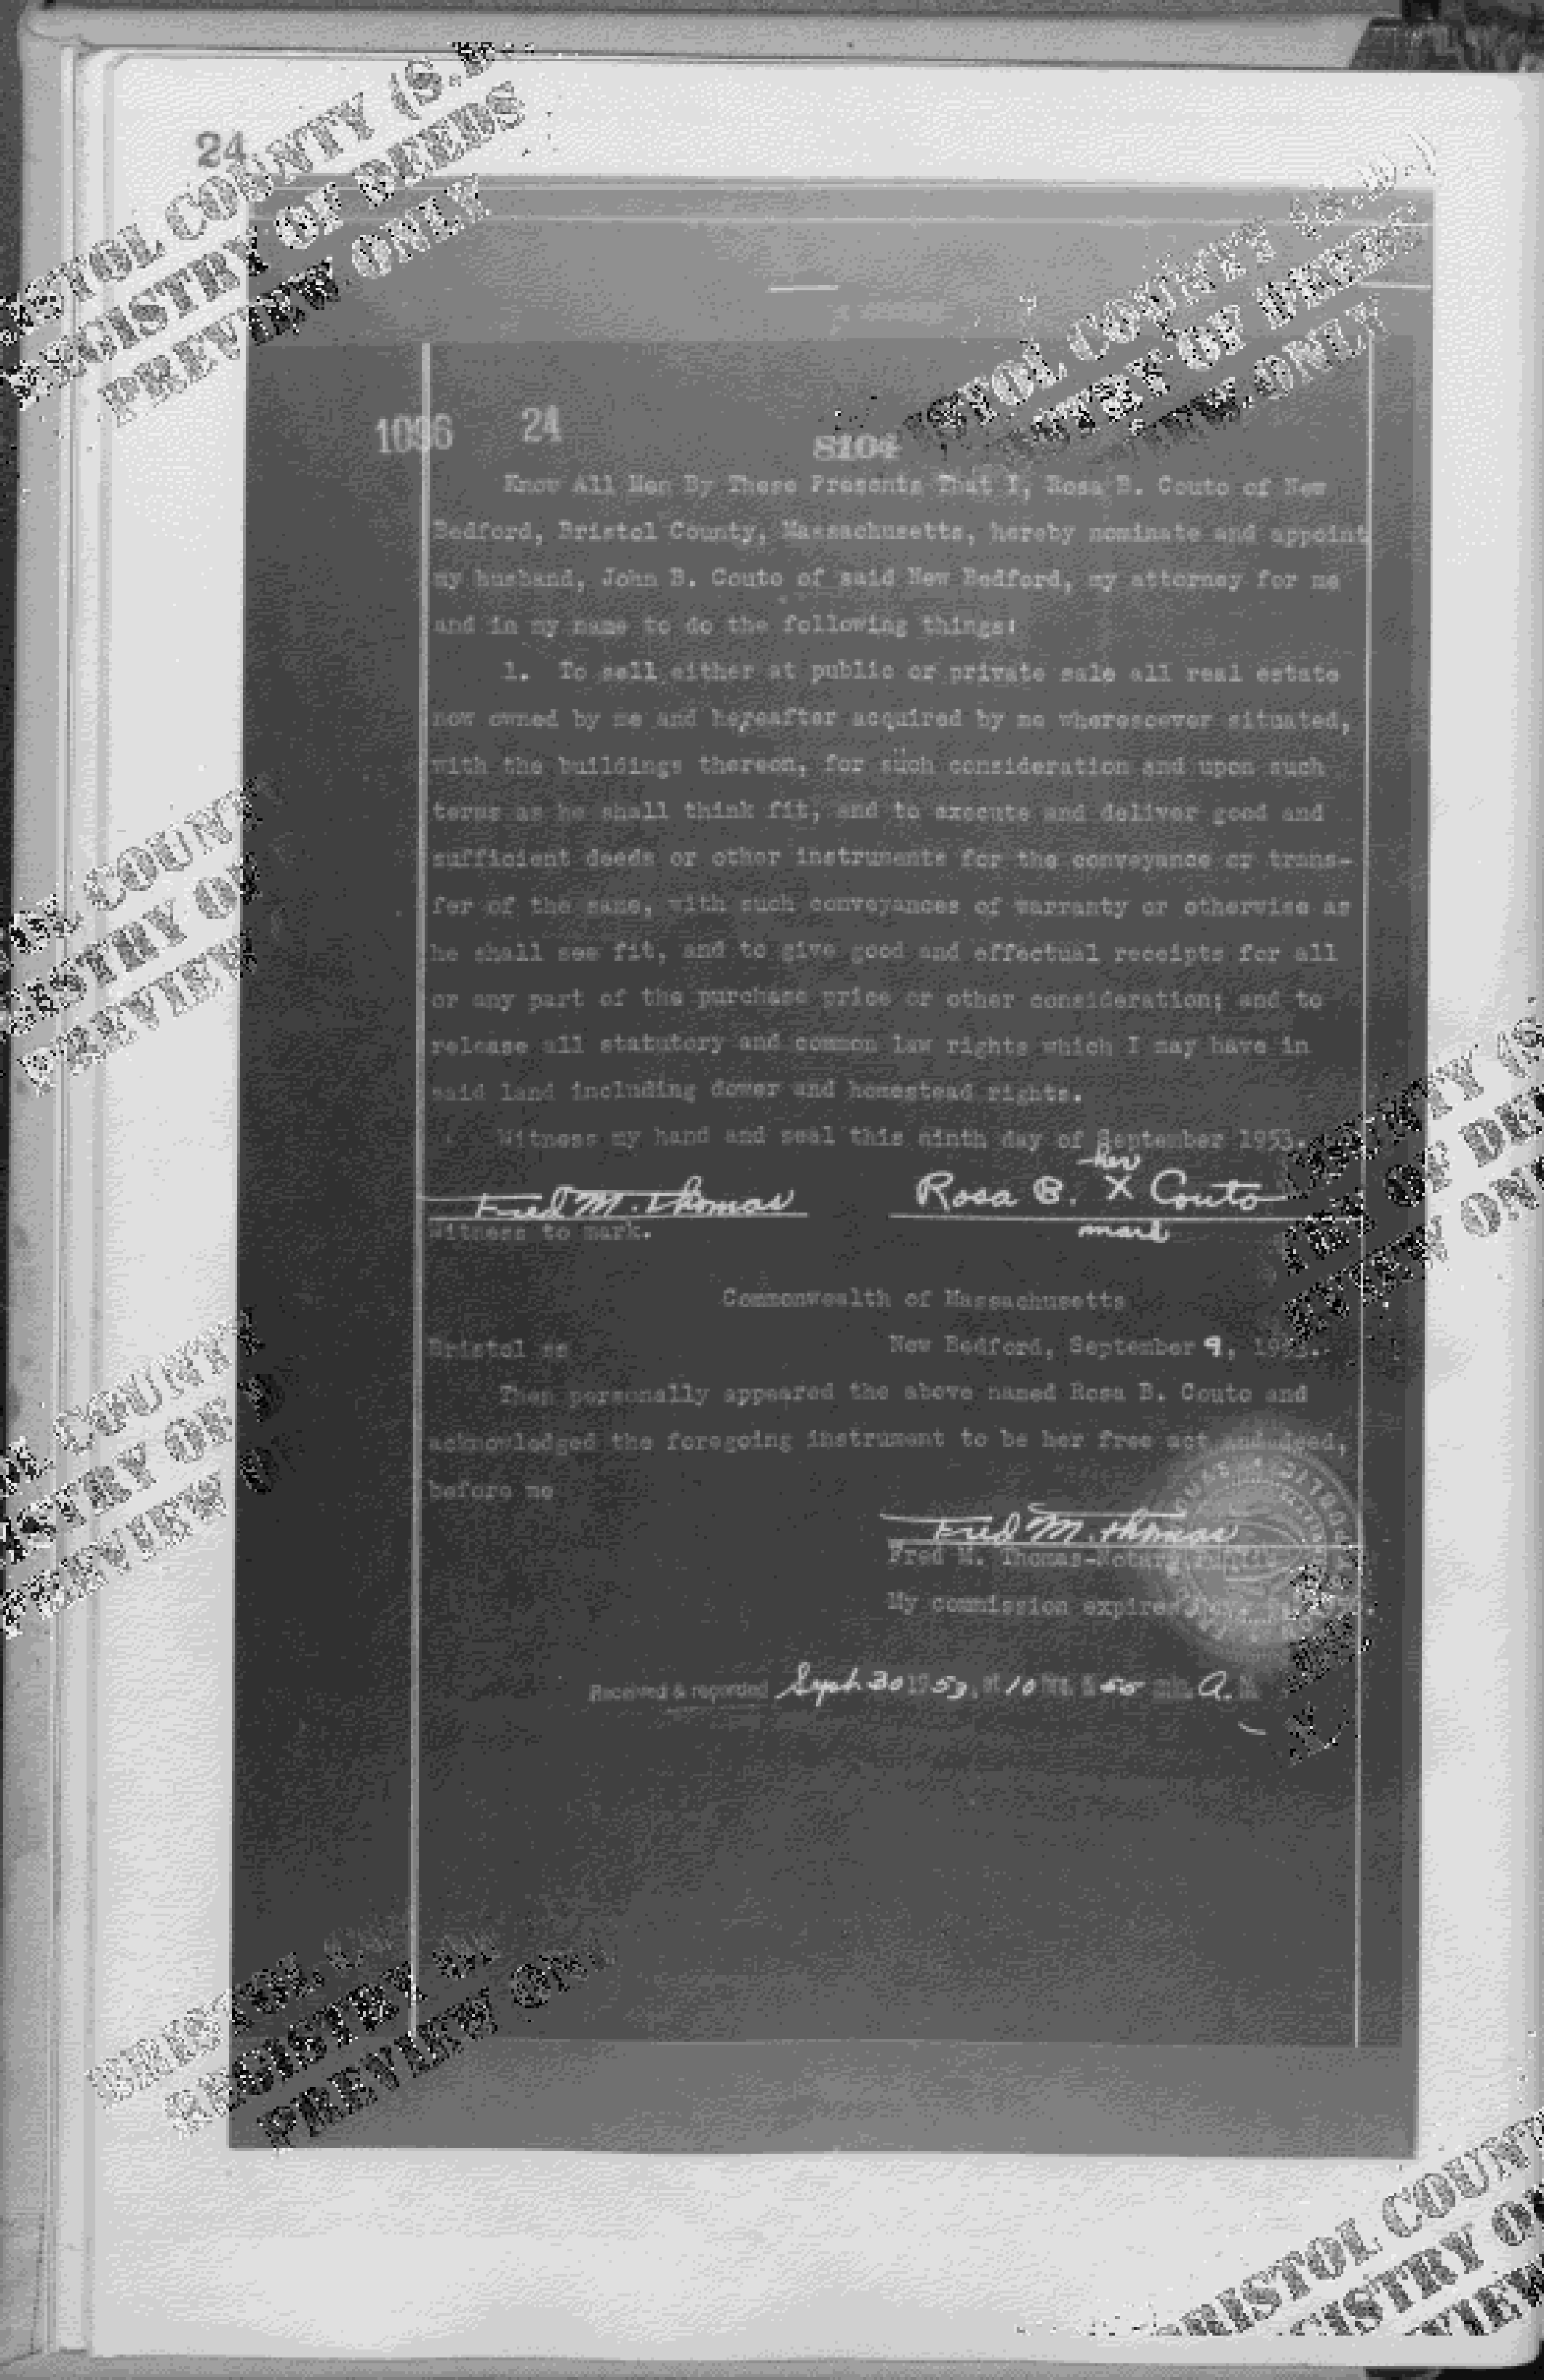 24
BRISTOL COUNTY (S.D.)
REGISTRY OF DEEDS
PREVIEW ONLY
1096 24 8104
Know All Men By These Presents That I, Rosa B. Couto of New
Bedford, Bristol County, Massachusetts, hereby nominate and appoint
my husband, John B. Couto of said New Bedford, my attorney for me
and in my name to do the following things:
1. To sell either at public or private sale all real estate
now owned by me and hereafter acquired by me wheresoever situated,
with the buildings thereon, for such consideration and upon such
terms as he shall think fit, and to execute and deliver good and
sufficient deeds or other instruments for the conveyance or trans-
fer of the same, with such conveyances of warranty or otherwise as
he shall see fit, and to give good and effectual receipts for all
or any part of the purchase price or other consideration; and to
release all statutory and common law rights which I may have in
said land including dower and homestead rights.
Witness my hand and seal this ninth day of September 1953.
her
Fred M. Thomas Rosa B. X Couto
witness to mark. mark
Commonwealth of Massachusetts
Bristol ss New Bedford, September 9, 1953.
Then personally appeared the above named Rosa B. Couto and
acknowledged the foregoing instrument to be her free act and deed,
before me
Fred M. Thomas
Fred M. Thomas-Notary Public
My commission expires
Received & recorded Sept. 30 1953, at 10 hrs. & 50 min. A. M.